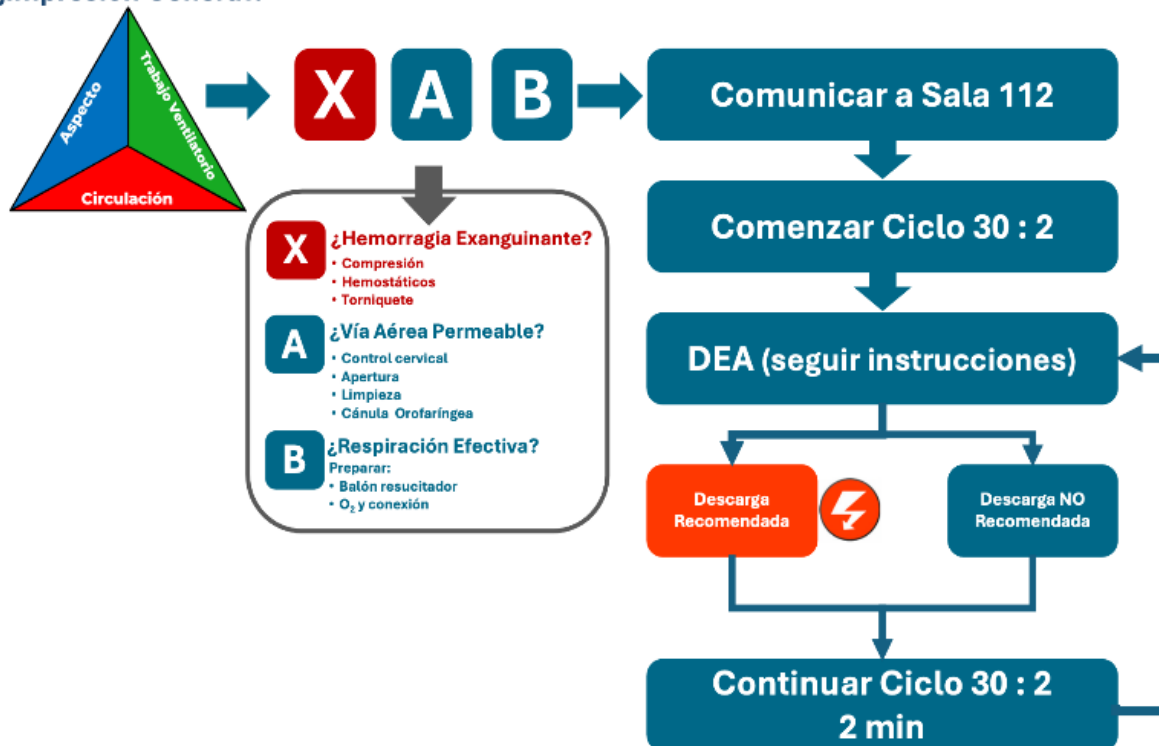 Aspecto
Trabajo Ventilatorio
Circulación
X A B
¿Hemorragia Exanguinante?
• Compresión
• Hemostáticos
• Torniquete
A
¿Vía Aérea Permeable?
• Control cervical
• Apertura
• Limpieza
• Cánula Orofaríngea
B
¿Respiración Efectiva?
Preparar:
• Balón resucitador
• O₂ y conexión
X
Comunicar a Sala 112
Comenzar Ciclo 30 : 2
DEA (seguir instrucciones)
Descarga
Recomendada
Descarga NO
Recomendada
Continuar Ciclo 30 : 2
2 min